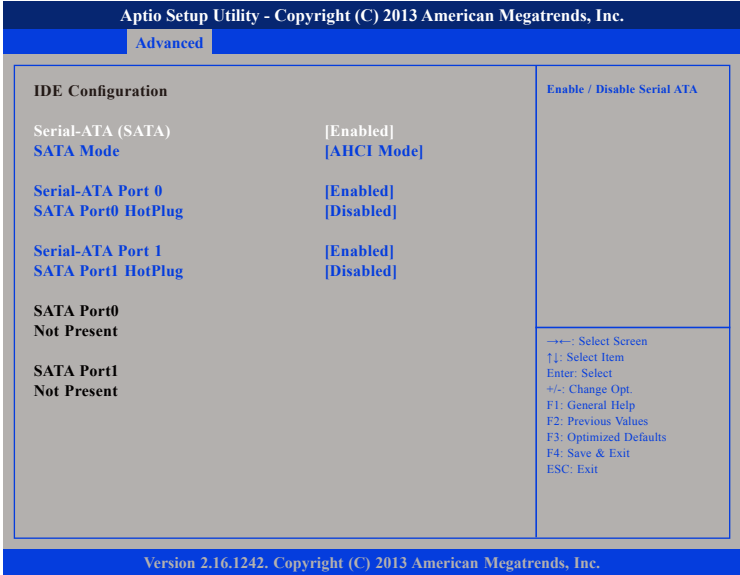 Aptio Setup Utility - Copyright (C) 2013 American Megatrends, Inc.
Advanced
IDE Configuration
Serial-ATA (SATA) [Enabled]
SATA Mode [AHCI Mode]
Serial-ATA Port 0 [Enabled]
SATA Port0 HotPlug [Disabled]
Serial-ATA Port 1 [Enabled]
SATA Port1 HotPlug [Disabled]
SATA Port0
Not Present
SATA Port1
Not Present
Enable / Disable Serial ATA
→←: Select Screen
↑↓: Select Item
Enter: Select
+/-: Change Opt.
F1: General Help
F2: Previous Values
F3: Optimized Defaults
F4: Save & Exit
ESC: Exit
Version 2.16.1242. Copyright (C) 2013 American Megatrends, Inc.